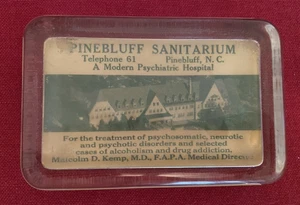 PINEBLUFF SANITARIUM
Telephone 61 Pinebluff, N. C.
A Modern Psychiatric Hospital
For the treatment of psychosomatic, neurotic
and psychotic disorders and selected
cases of alcoholism and drug addiction.
Malcolm D. Kemp, M.D., F.A.P.A. Medical Director